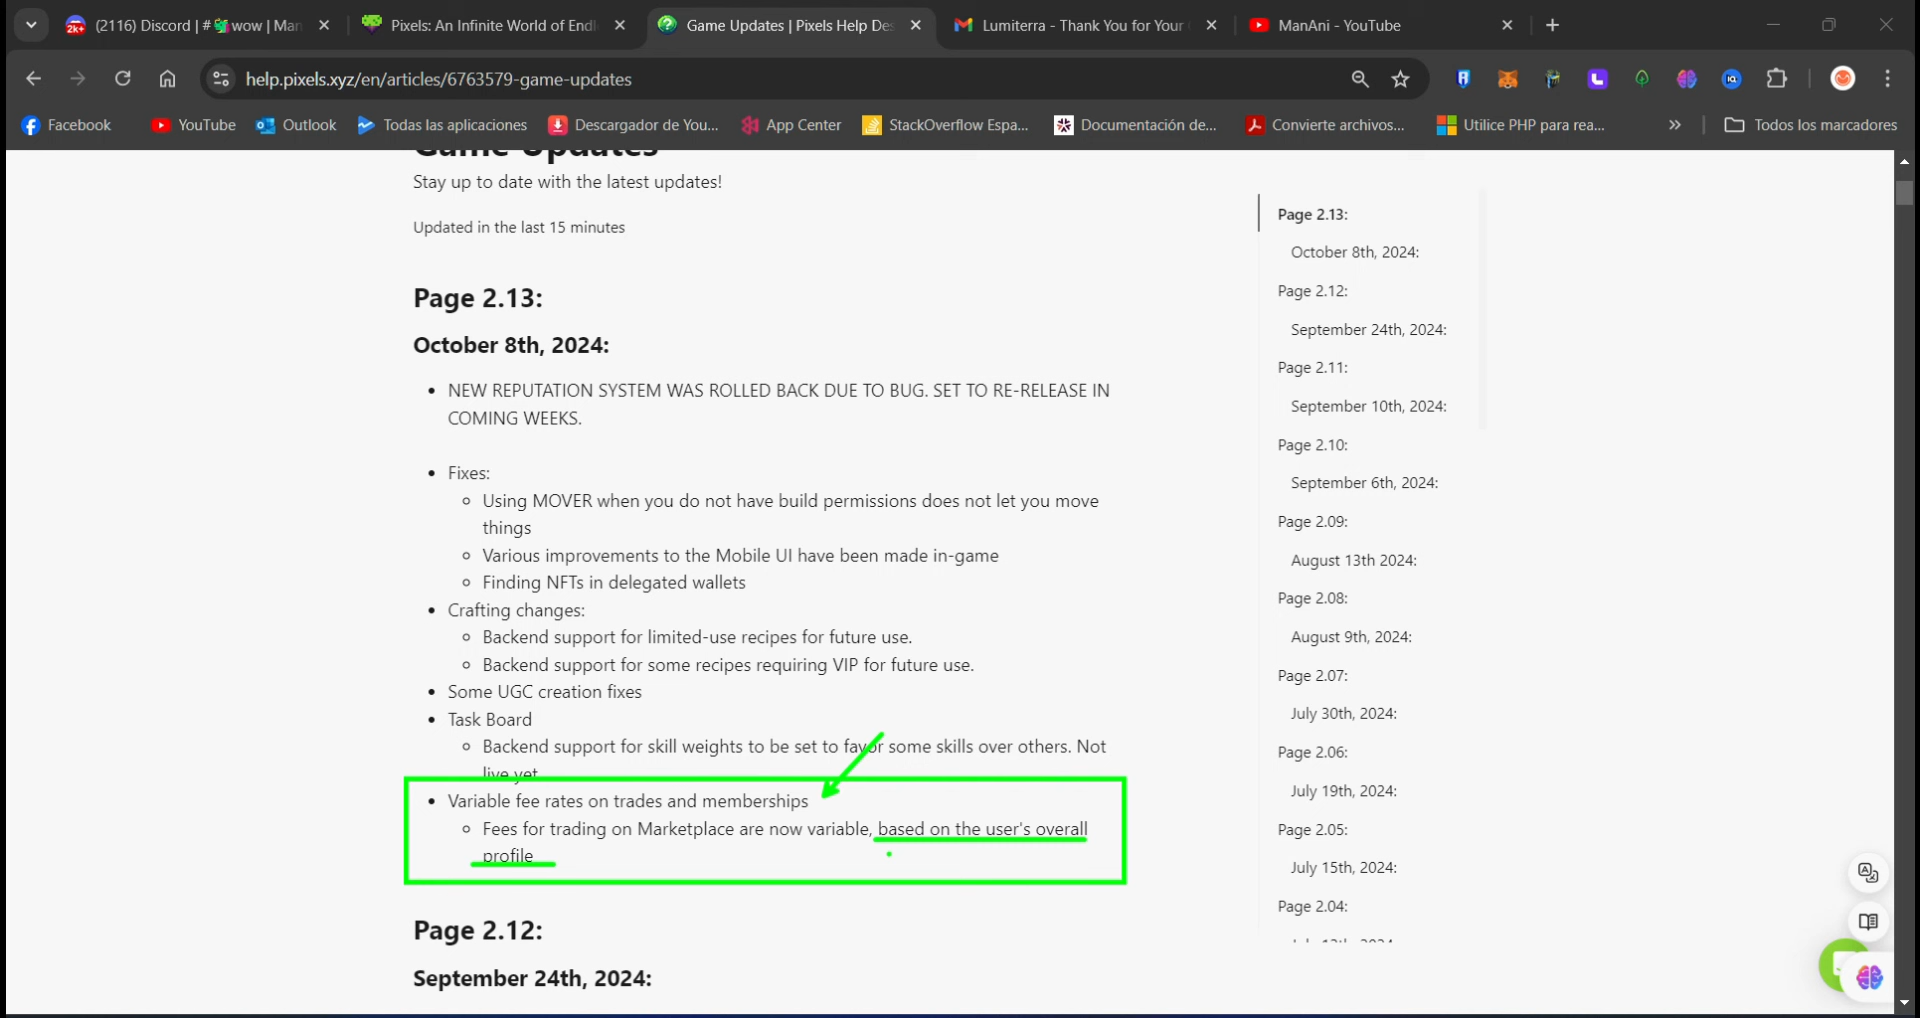 (2116) Discord | # wow | Man
Pixels: An Infinite World of Endl
Game Updates | Pixels Help Des
Lumiterra - Thank You for Your
ManAni - YouTube
help.pixels.xyz/en/articles/6763579-game-updates
Facebook
YouTube
Outlook
Todas las aplicaciones
Descargador de You...
App Center
StackOverflow Espa...
Documentación de...
Convierte archivos...
Utilice PHP para rea...
Todos los marcadores
Game Updates
Stay up to date with the latest updates!
Updated in the last 15 minutes
Page 2.13:
October 8th, 2024:
• NEW REPUTATION SYSTEM WAS ROLLED BACK DUE TO BUG. SET TO RE-RELEASE IN
COMING WEEKS.
• Fixes:
Using MOVER when you do not have build permissions does not let you move
things
Various improvements to the Mobile UI have been made in-game
Finding NFTs in delegated wallets
• Crafting changes:
Backend support for limited-use recipes for future use.
Backend support for some recipes requiring VIP for future use.
• Some UGC creation fixes
• Task Board
Backend support for skill weights to be set to favor some skills over others. Not
live yet
• Variable fee rates on trades and memberships
Fees for trading on Marketplace are now variable, based on the user's overall
profile
Page 2.12:
September 24th, 2024:
Page 2.13:
October 8th, 2024:
Page 2.12:
September 24th, 2024:
Page 2.11:
September 10th, 2024:
Page 2.10:
September 6th, 2024:
Page 2.09:
August 13th 2024:
Page 2.08:
August 9th, 2024:
Page 2.07:
July 30th, 2024:
Page 2.06:
July 19th, 2024:
Page 2.05:
July 15th, 2024:
Page 2.04: